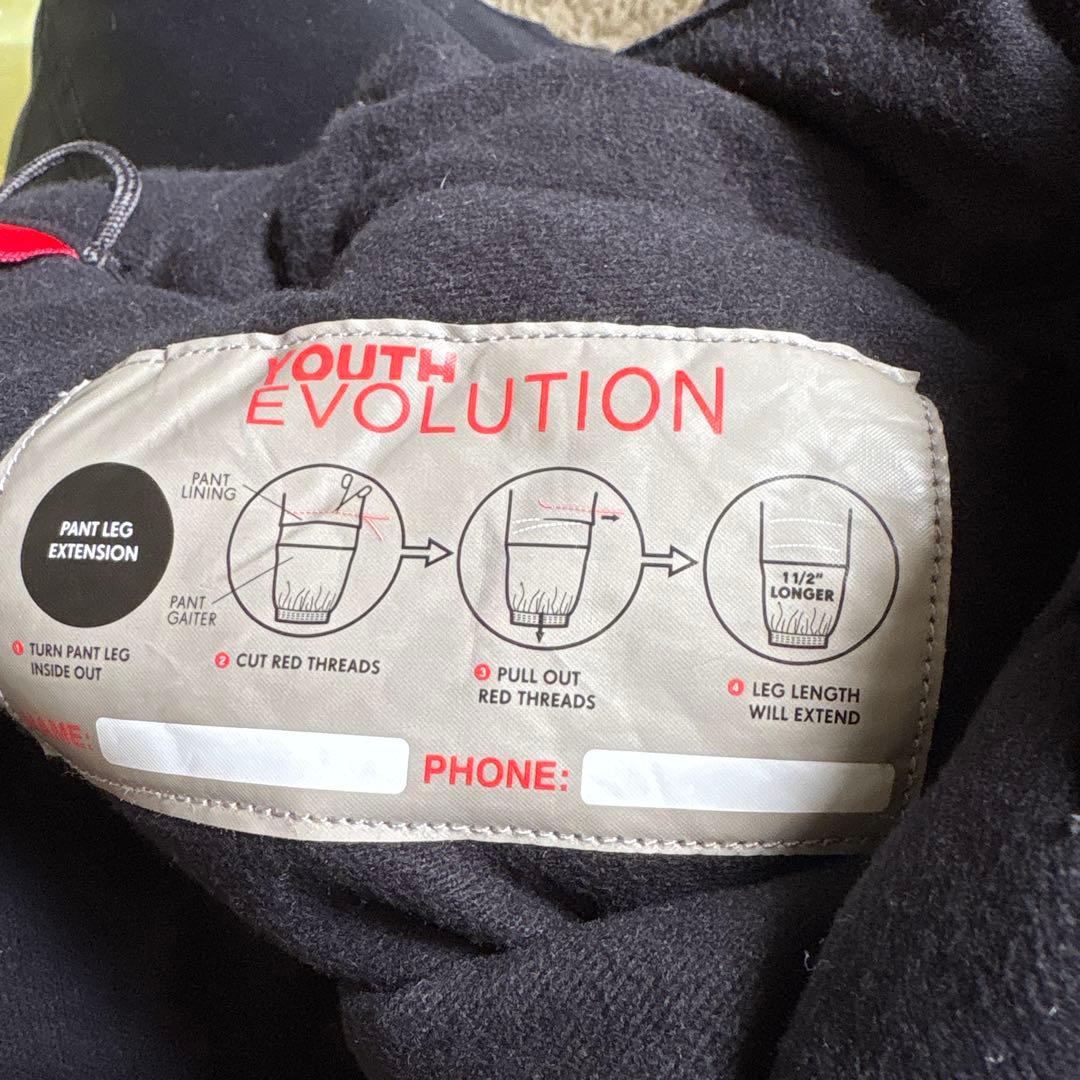 YOUTH
EVOLUTION
PANT LEG
EXTENSION
PANT
LINING
PANT
GAITER
1 1/2"
LONGER
1 TURN PANT LEG
INSIDE OUT
2 CUT RED THREADS
3 PULL OUT
RED THREADS
4 LEG LENGTH
WILL EXTEND
NAME:
PHONE: